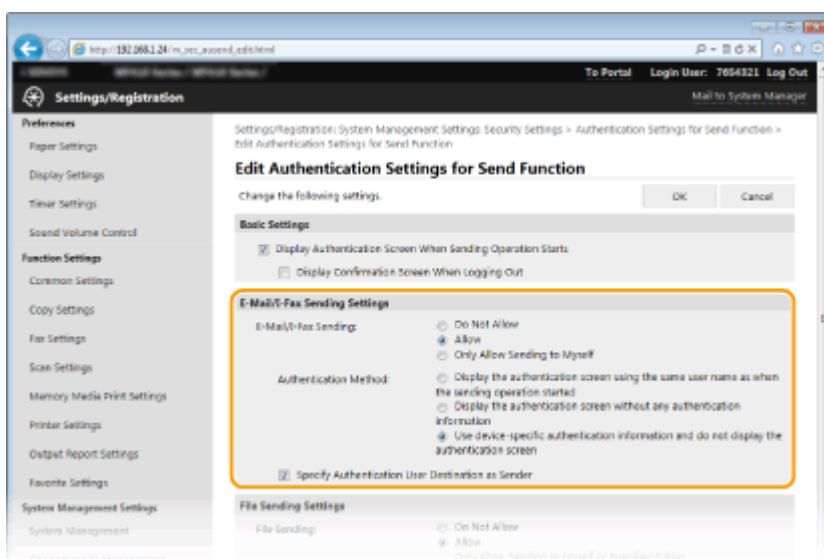 http://192.168.1.24/m_sec_ausend_edit.html
To Portal Login User: 7654321 Log Out
Settings/Registration
Mail to System Manager
Preferences
Paper Settings
Display Settings
Timer Settings
Sound Volume Control
Function Settings
Common Settings
Copy Settings
Fax Settings
Scan Settings
Memory Media Print Settings
Printer Settings
Output Report Settings
Favorite Settings
System Management Settings
System Management
Settings/Registration: System Management Settings: Security Settings > Authentication Settings for Send Function >
Edit Authentication Settings for Send Function
Edit Authentication Settings for Send Function
Change the following settings.
OK Cancel
Basic Settings
Display Authentication Screen When Sending Operation Starts
Display Confirmation Screen When Logging Out
E-Mail/I-Fax Sending Settings
E-Mail/I-Fax Sending:
Do Not Allow
Allow
Only Allow Sending to Myself
Authentication Method:
Display the authentication screen using the same user name as when
the sending operation started
Display the authentication screen without any authentication
information
Use device-specific authentication information and do not display the
authentication screen
Specify Authentication User Destination as Sender
File Sending Settings
File Sending:
Do Not Allow
Allow
Only Allow Sending to Myself or Specified Folder